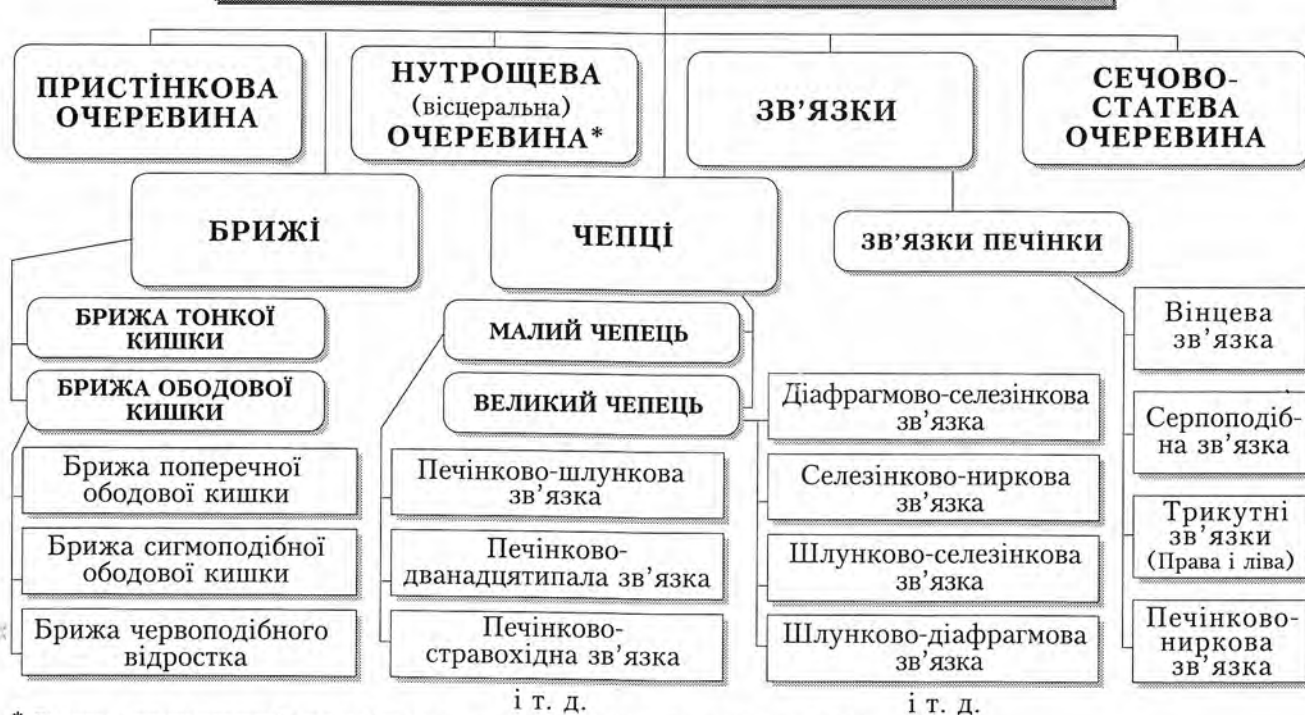 ПРИСТІНКОВА
ОЧЕРЕВИНА
НУТРОЩЕВА
(вісцеральна)
ОЧЕРЕВИНА*
ЗВ'ЯЗКИ
СЕЧОВО-
СТАТЕВА
ОЧЕРЕВИНА
БРИЖІ
ЧЕПЦІ
ЗВ'ЯЗКИ ПЕЧІНКИ
БРИЖА ТОНКОЇ
КИШКИ
БРИЖА ОБОДОВОЇ
КИШКИ
Брижа поперечної
ободової кишки
Брижа сигмоподібної
ободової кишки
Брижа червоподібного
відростка
МАЛИЙ ЧЕПЕЦЬ
ВЕЛИКИЙ ЧЕПЕЦЬ
Печінково-шлункова
зв'язка
Печінково-
дванадцятипала зв'язка
Печінково-
стравохідна зв'язка
і т. д.
Діафрагмово-селезінкова
зв'язка
Селезінково-ниркова
зв'язка
Шлунково-селезінкова
зв'язка
Шлунково-діафрагмова
зв'язка
і т. д.
Вінцева
зв'язка
Серпоподіб-
на зв'язка
Трикутні
зв'язки
(Права і ліва)
Печінково-
ниркова
зв'язка
*